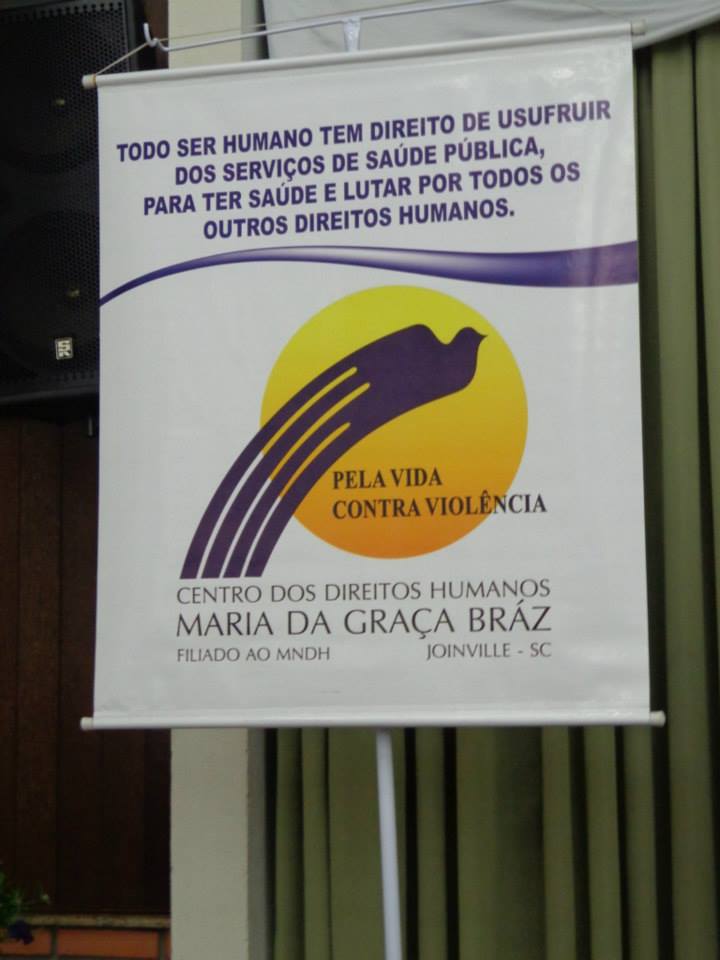 TODO SER HUMANO TEM DIREITO DE USUFRUIR
DOS SERVIÇOS DE SAÚDE PÚBLICA,
PARA TER SAÚDE E LUTAR POR TODOS OS
OUTROS DIREITOS HUMANOS.
PELA VIDA
CONTRA VIOLÊNCIA
CENTRO DOS DIREITOS HUMANOS
MARIA DA GRAÇA BRÁZ
FILIADO AO MNDH JOINVILLE - SC